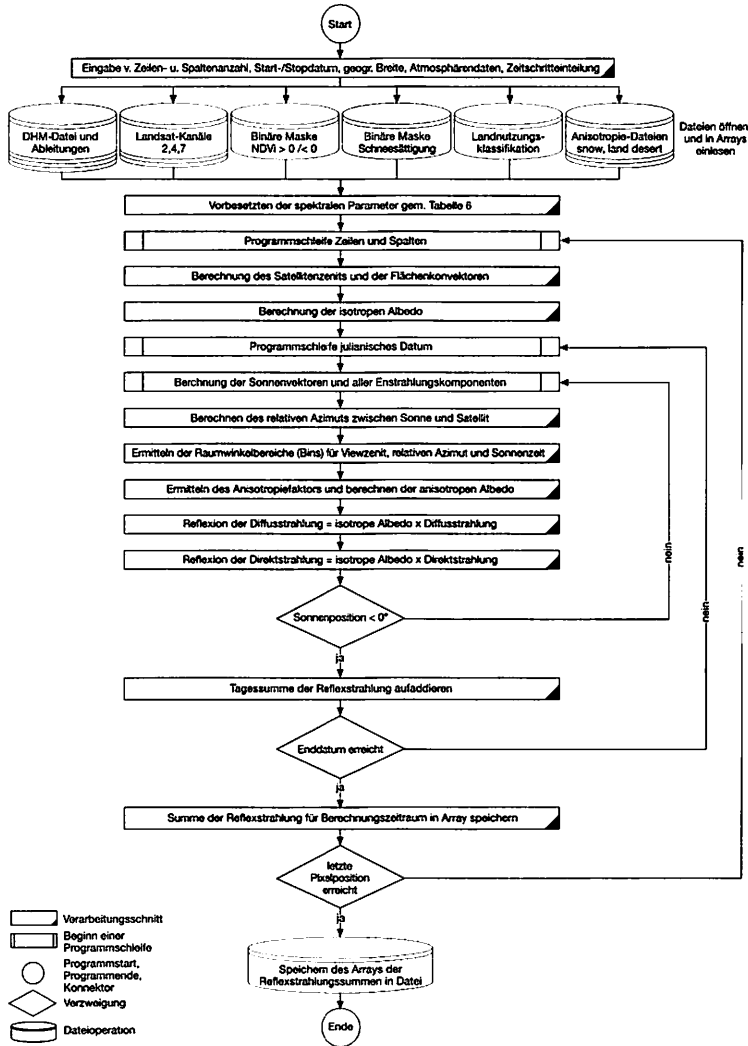 Start
Eingabe v. Zeilen- u. Spaltenanzahl, Start-/Stopdatum, geogr. Breite, Atmosphärendaten, Zeitschritteinteilung
DHM-Datei und
Ableitungen
Landsat-Kanäle
2,4,7
Binäre Maske
NDVi > 0 /< 0
Binäre Maske
Schneesättigung
Landnutzungs-
klassifikation
Anisotropie-Dateien
snow, land desert
Dateien öffnen
und in Arrays
einlesen
Vorbesetzten der spektralen Parameter gem. Tabelle 6
Programmschleife Zeilen und Spalten
Berechnung des Satellitenzenits und der Flächenkonvektoren
Berechnung der isotropen Albedo
Programmschleife julianisches Datum
Berchnung der Sonnenvektoren und aller Enstrahlungskomponenten
Berechnen des relativen Azimuts zwischen Sonne und Satellit
Ermitteln der Raumwinkelbereiche (Bins) für Viewzenit, relativen Azimut und Sonnenzeit
Ermitteln des Anisotropiefaktors und berechnen der anisotropen Albedo
Reflexion der Diffusstrahlung = isotrope Albedo x Diffusstrahlung
Reflexion der Direktstrahlung = isotrope Albedo x Direktstrahlung
Sonnenposition < 0°
nein
nein
nein
ja
Tagessumme der Reflexstrahlung aufaddieren
Enddatum erreicht
ja
Summe der Reflexstrahlung für Berechnungszeitraum in Array speichern
letzte
Pixelposition
erreicht
ja
Speichern des Arrays der
Reflexstrahlungssummen in Datei
Ende
Verarbeitungsschnitt
Beginn einer
Programmschleife
Programmstart,
Programmende,
Konnektor
Verzweigung
Dateioperation